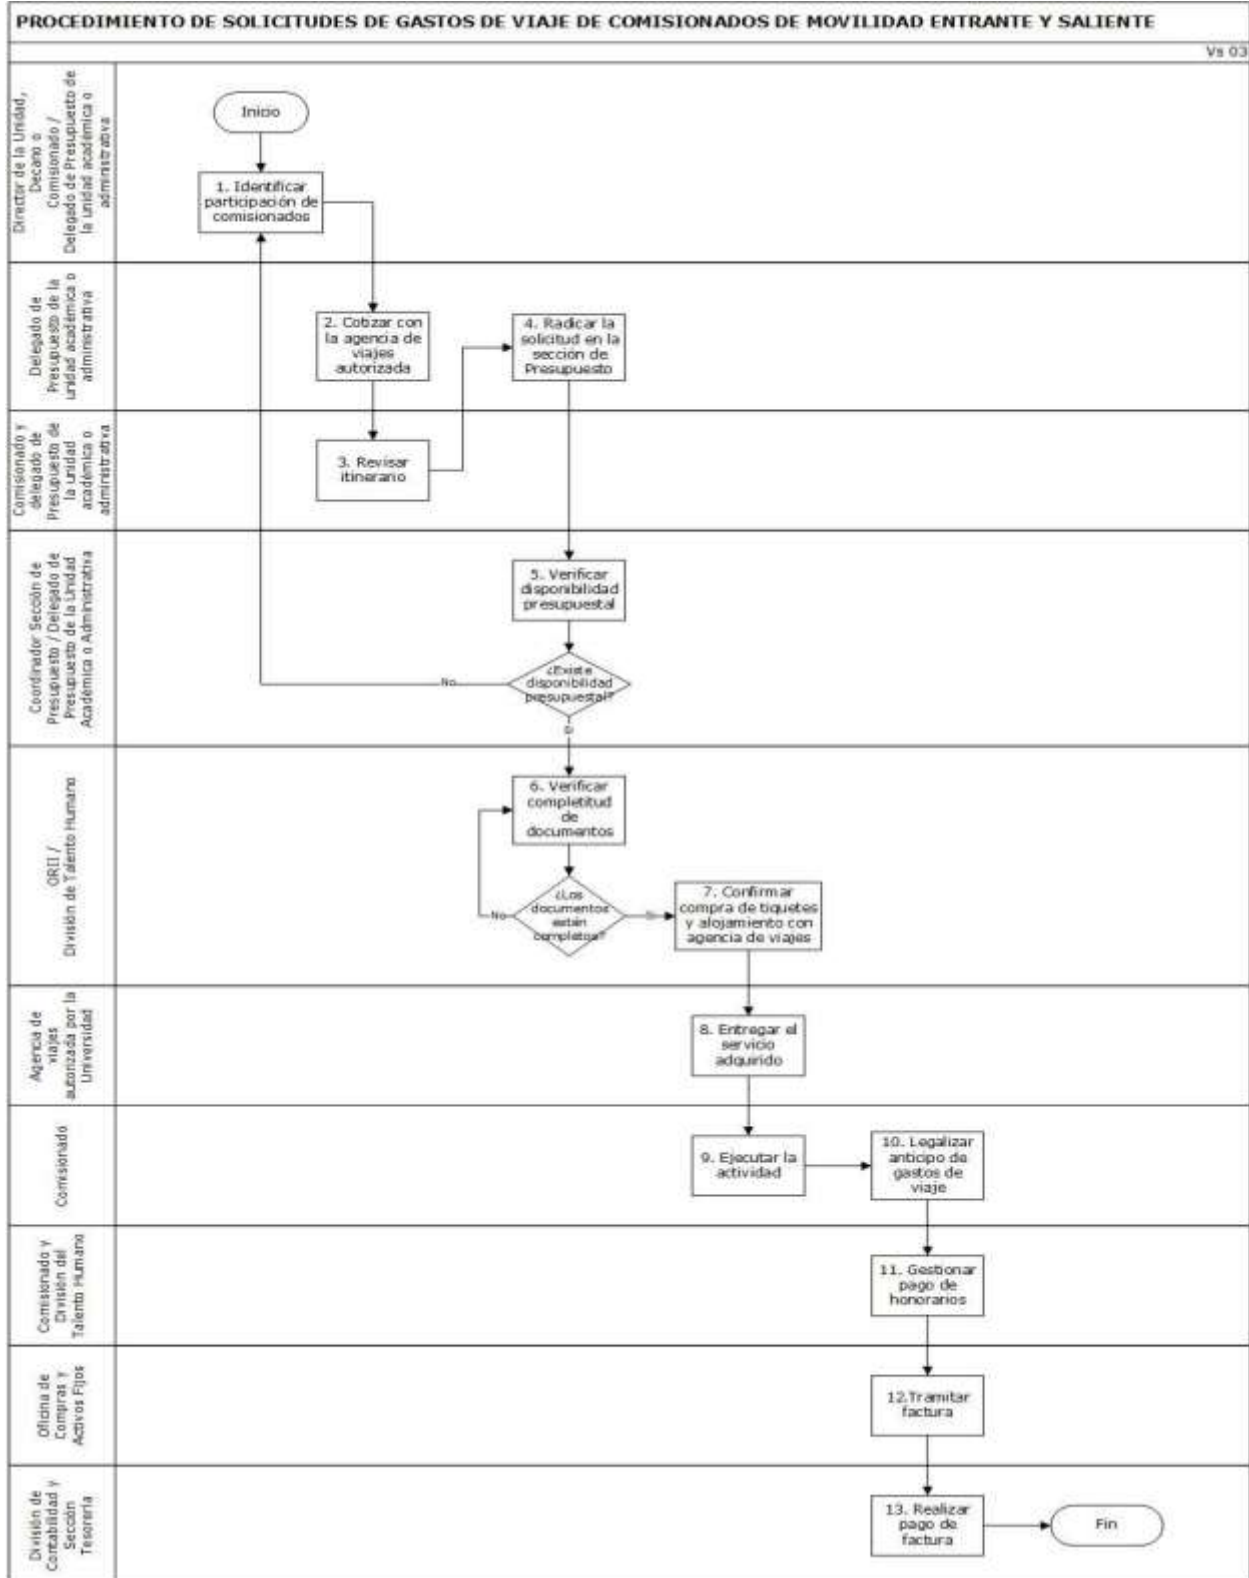 PROCEDIMIENTO DE SOLICITUDES DE GASTOS DE VIAJE DE COMISIONADOS DE MOVILIDAD ENTRANTE Y SALIENTE
Vs 03
Director de la Unidad,
Decano o
Comisionado /
Delegado de Presupuesto de
la unidad académica o
administrativa
Inicio
1. Identificar
participación de
comisionados
Delegado de
Presupuesto de la
unidad académica o
administrativa
2. Cotizar con
la agencia de
viajes
autorizada
4. Radicar la
solicitud en la
sección de
Presupuesto
Comisionado y
delegado de
Presupuesto de
la unidad
académica o
administrativa
3. Revisar
itinerario
Coordinador Sección de
Presupuesto / Delegado de
Presupuesto de la Unidad
Académica o Administrativa
5. Verificar
disponibilidad
presupuestal
¿Existe
disponibilidad
presupuestal?
No
ORII /
División de Talento Humano
6. Verificar
completitud
de
documentos
¿Los
documentos
están
completos?
No
Si
7. Confirmar
compra de tiquetes
y alojamiento con
agencia de viajes
Agencia de
viajes
autorizada por la
Universidad
8. Entregar el
servicio
adquirido
Comisionado
9. Ejecutar la
actividad
10. Legalizar
anticipo de
gastos de
viaje
Comisionado y
División del
Talento Humano
11. Gestionar
pago de
honorarios
Oficina de
Compras y
Activos Fijos
12.Tramitar
factura
División de
Contabilidad y
Sección
Tesorería
13. Realizar
pago de
factura
Fin